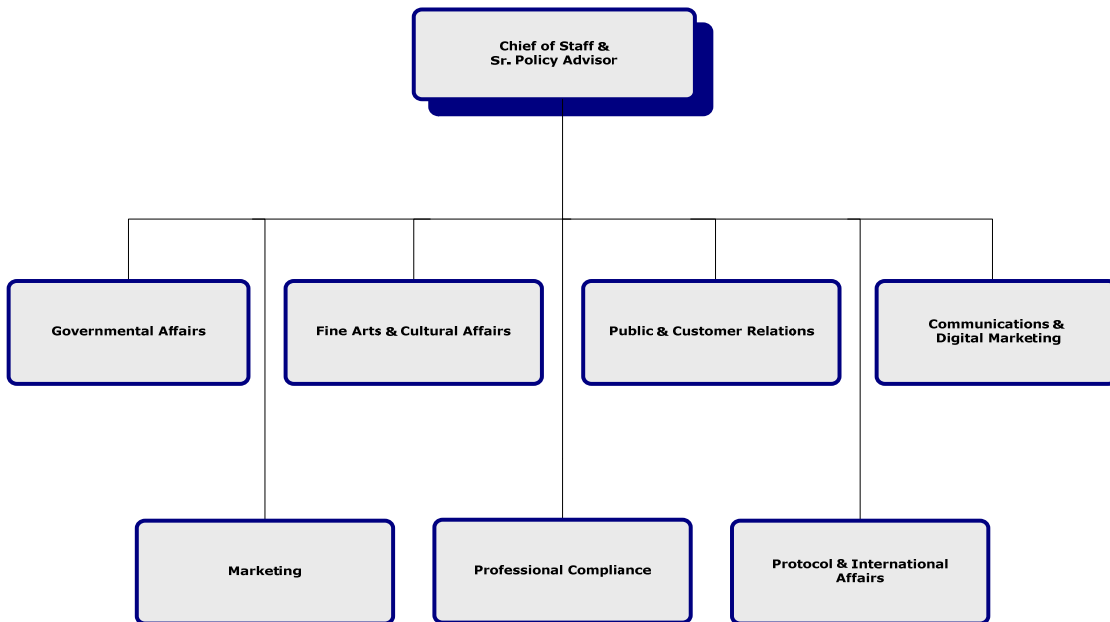 Chief of Staff &
Sr. Policy Advisor
Governmental Affairs
Fine Arts & Cultural Affairs
Public & Customer Relations
Communications &
Digital Marketing
Marketing
Professional Compliance
Protocol & International
Affairs